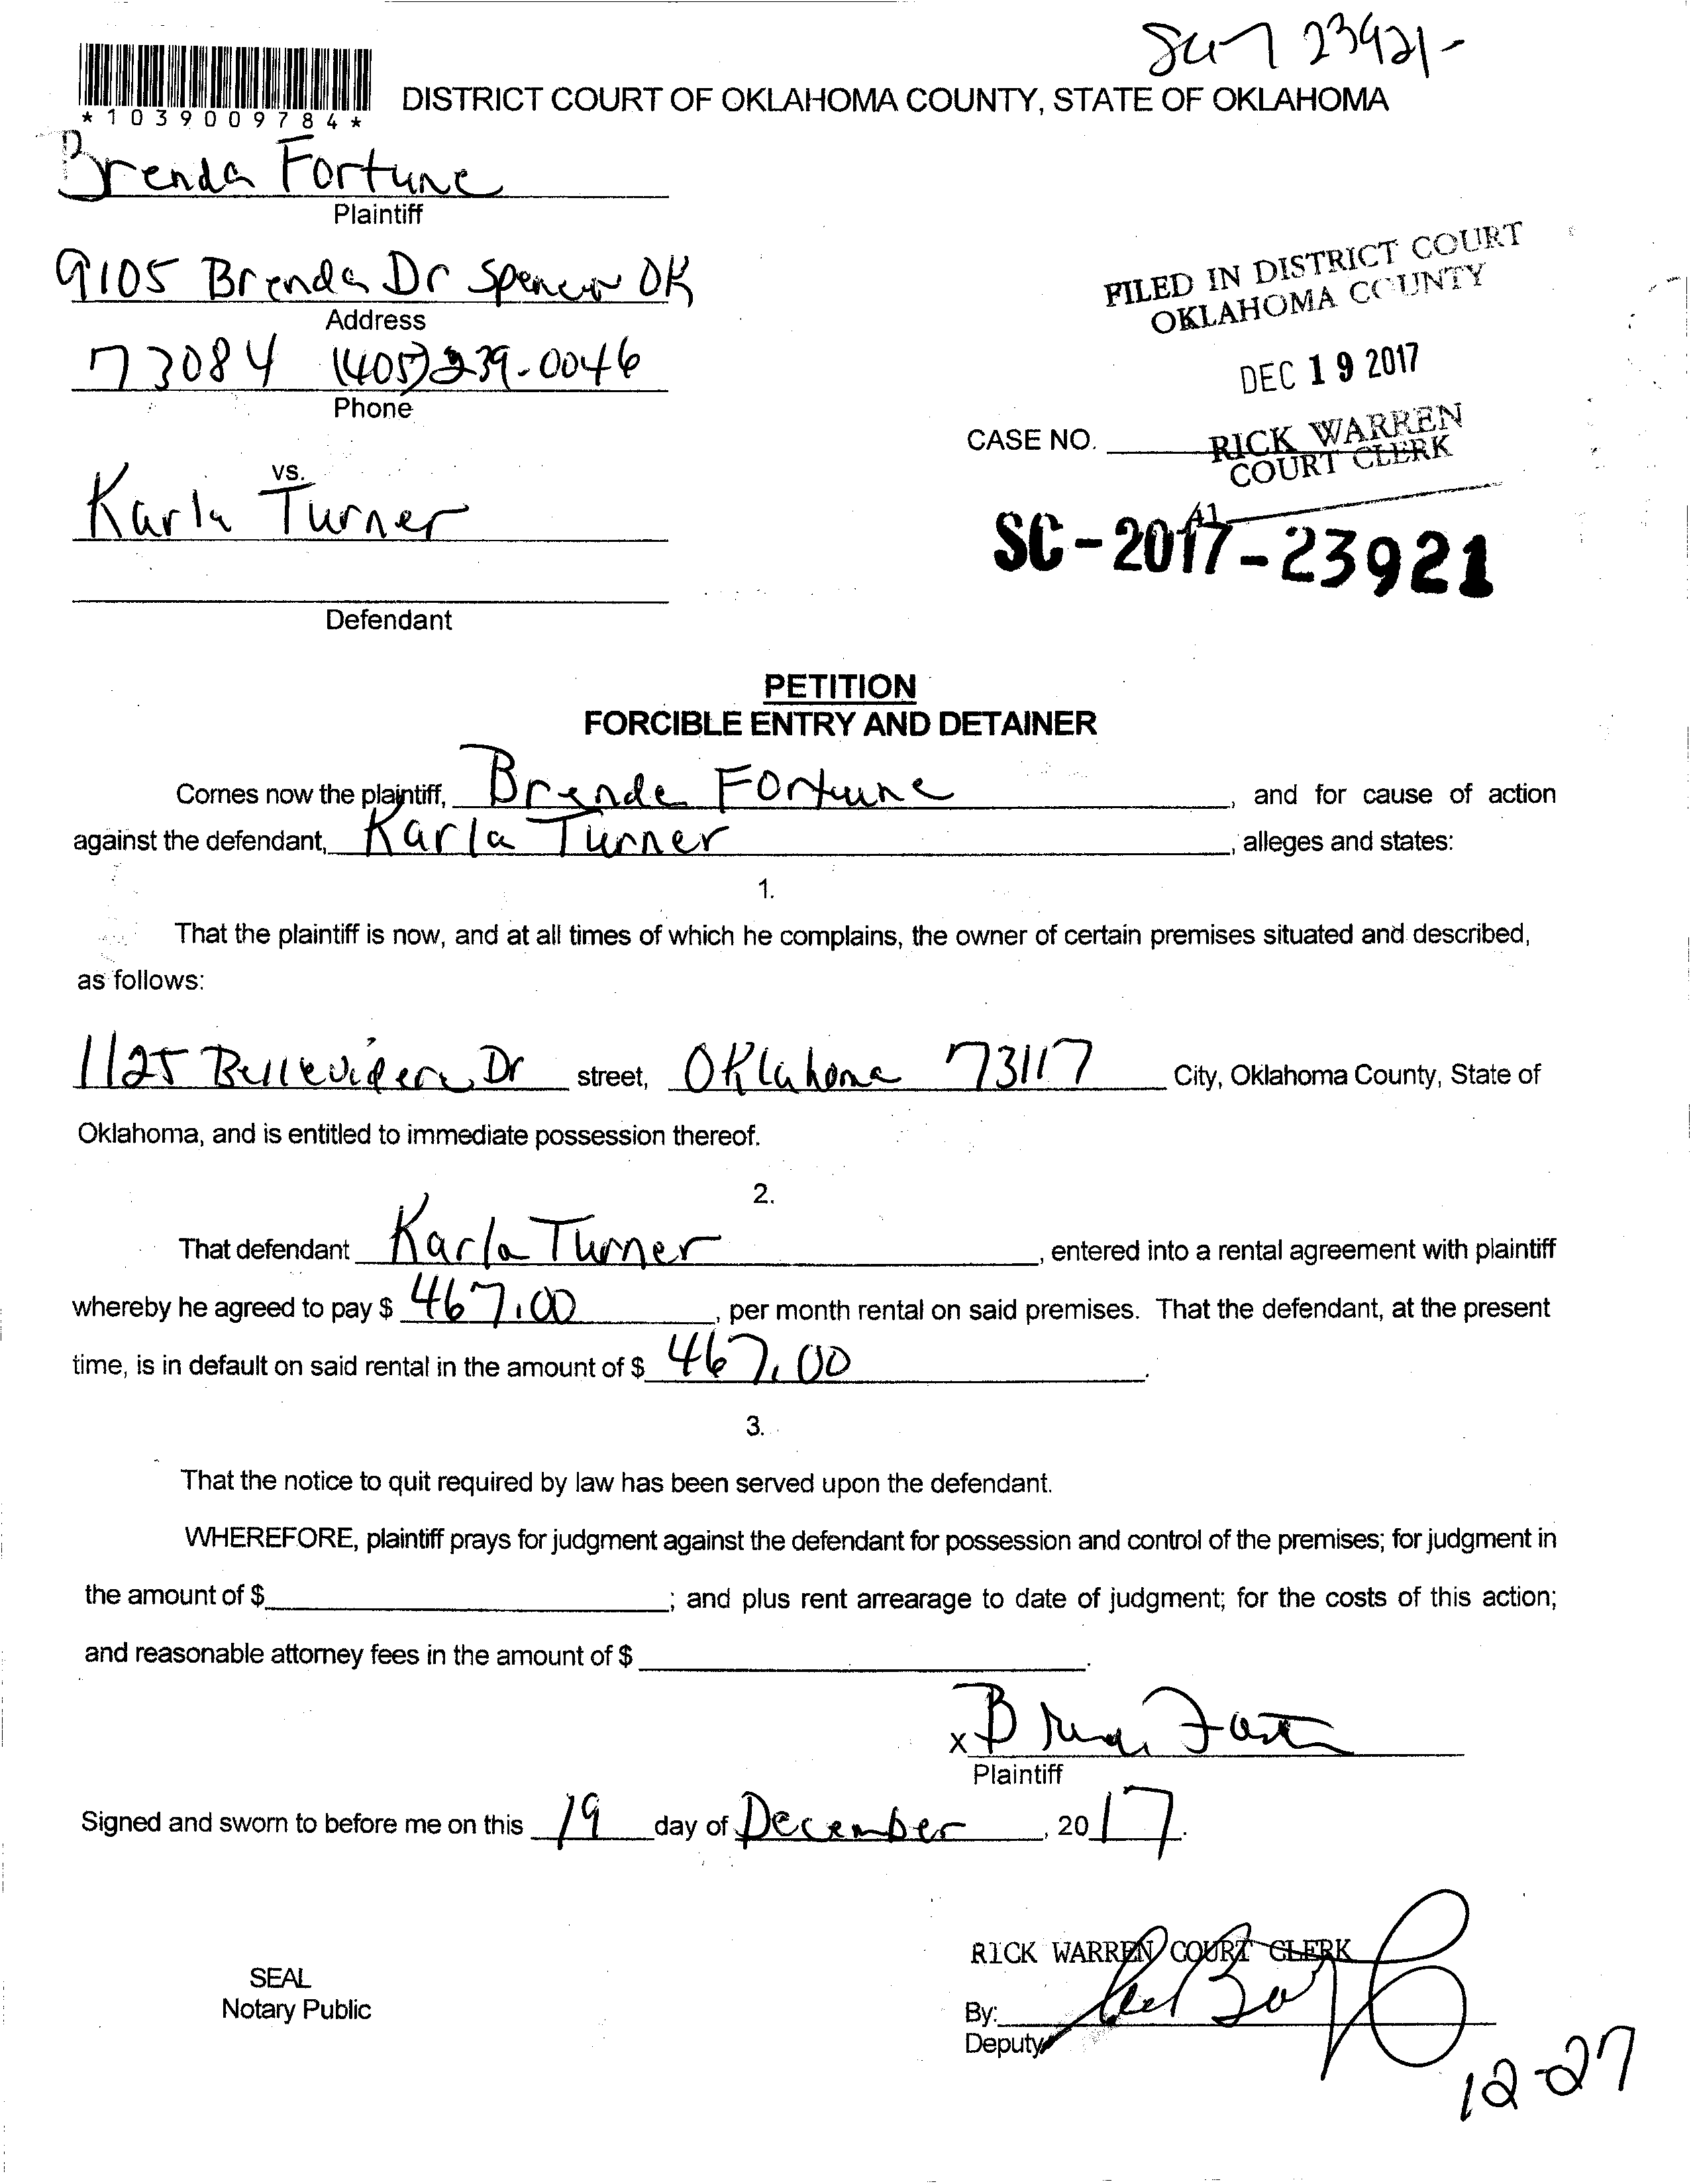 23921-
DISTRICT COURT OF OKLAHOMA COUNTY, STATE OF OKLAHOMA
*1039009784*
Brenda Fortune
Plaintiff
9105 Brenda Dr Spencer OK
Address
73084 (405) 239-0046
Phone
FILED IN DISTRICT COURT
OKLAHOMA COUNTY
DEC 19 2017
RICK WARREN
COURT CLERK
CASE NO.
41
SC-2017-23921
vs.
Karla Turner
Defendant
PETITION
FORCIBLE ENTRY AND DETAINER
Comes now the plaintiff, Brenda Fortune, and for cause of action
against the defendant, Karla Turner, alleges and states:
1.
That the plaintiff is now, and at all times of which he complains, the owner of certain premises situated and described,
as follows:
1125 Bellevidere Dr street, Oklahoma 73117 City, Oklahoma County, State of
Oklahoma, and is entitled to immediate possession thereof.
2.
That defendant Karla Turner, entered into a rental agreement with plaintiff
whereby he agreed to pay $ 467.00, per month rental on said premises. That the defendant, at the present
time, is in default on said rental in the amount of $ 467.00.
3.
That the notice to quit required by law has been served upon the defendant.
WHEREFORE, plaintiff prays for judgment against the defendant for possession and control of the premises; for judgment in
the amount of $ ; and plus rent arrearage to date of judgment; for the costs of this action;
and reasonable attorney fees in the amount of $ .
x
Plaintiff
Signed and sworn to before me on this 19 day of December, 2017.
RICK WARREN COURT CLERK
SEAL
Notary Public
By:
Deputy
12-27